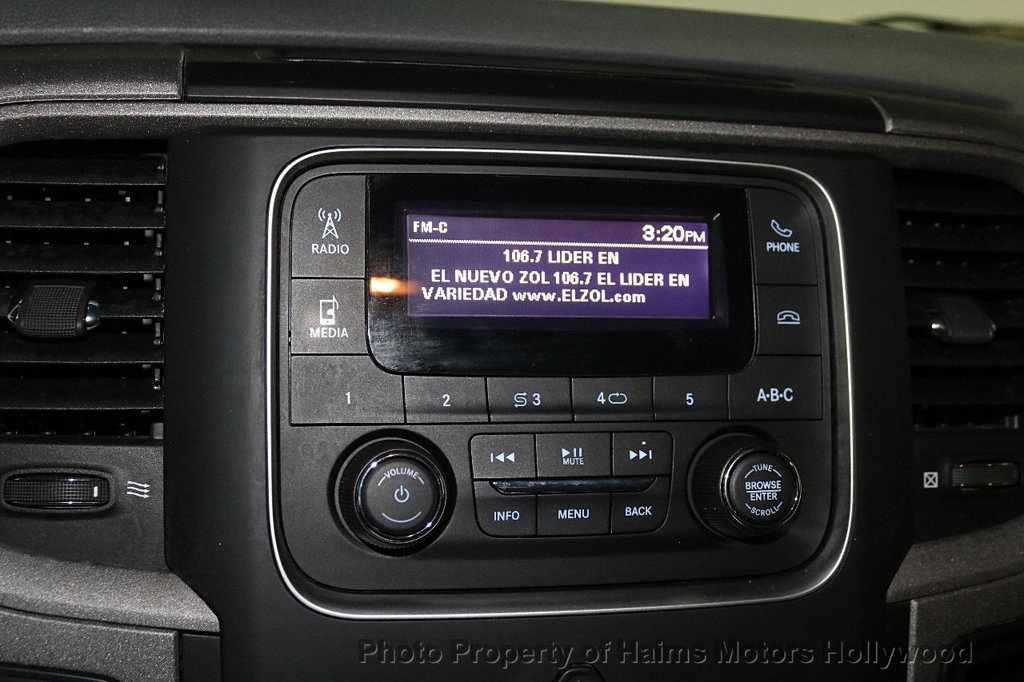 FM-C 3:20PM
106.7 LIDER EN
EL NUEVO ZOL 106.7 EL LIDER EN
VARIEDAD www.ELZOL.com
RADIO
MEDIA
PHONE
1 2 3 4 5 A•B•C
VOLUME
MUTE
INFO MENU BACK
TUNE
BROWSE
ENTER
SCROLL
Photo Property of Haims Motors Hollywood